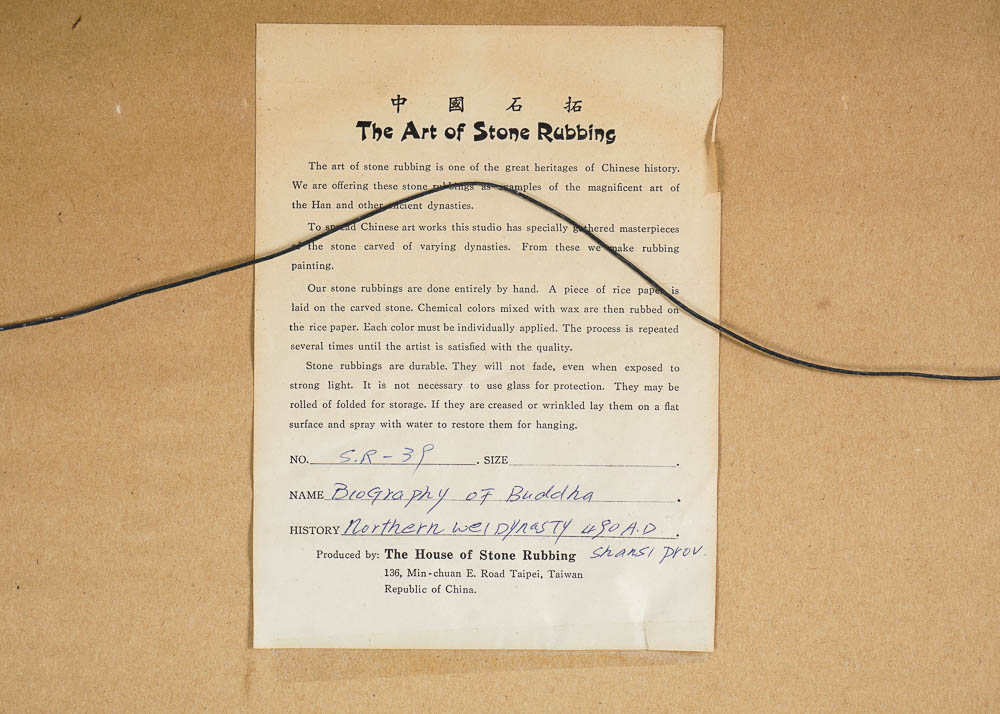 中國石拓
The Art of Stone Rubbing
The art of stone rubbing is one of the great heritages of Chinese history.
We are offering these stone rubbings as examples of the magnificent art of
the Han and other ancient dynasties.
To spread Chinese art works this studio has specially gathered masterpieces
of the stone carved of varying dynasties. From these we make rubbing
painting.
Our stone rubbings are done entirely by hand. A piece of rice paper is
laid on the carved stone. Chemical colors mixed with wax are then rubbed on
the rice paper. Each color must be individually applied. The process is repeated
several times until the artist is satisfied with the quality.
Stone rubbings are durable. They will not fade, even when exposed to
strong light. It is not necessary to use glass for protection. They may be
rolled of folded for storage. If they are creased or wrinkled lay them on a flat
surface and spray with water to restore them for hanging.
NO. S.R-39. SIZE .
NAME Biography of Buddha .
HISTORY Northern Wei Dynasty 490 A.D .
Produced by: The House of Stone Rubbing Shansi prov.
136, Min-chuan E. Road Taipei, Taiwan
Republic of China.